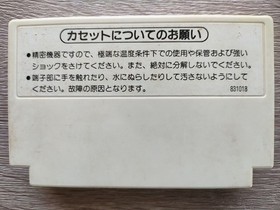 カセットについてのお願い
●精密機器ですので、極端な温度条件下での使用や保管および強い
ショックをさけてください。また、絶対に分解しないでください。
●端子部に手を触れたり、水にぬらしたりして汚さないようにして
ください。故障の原因となります。
831018